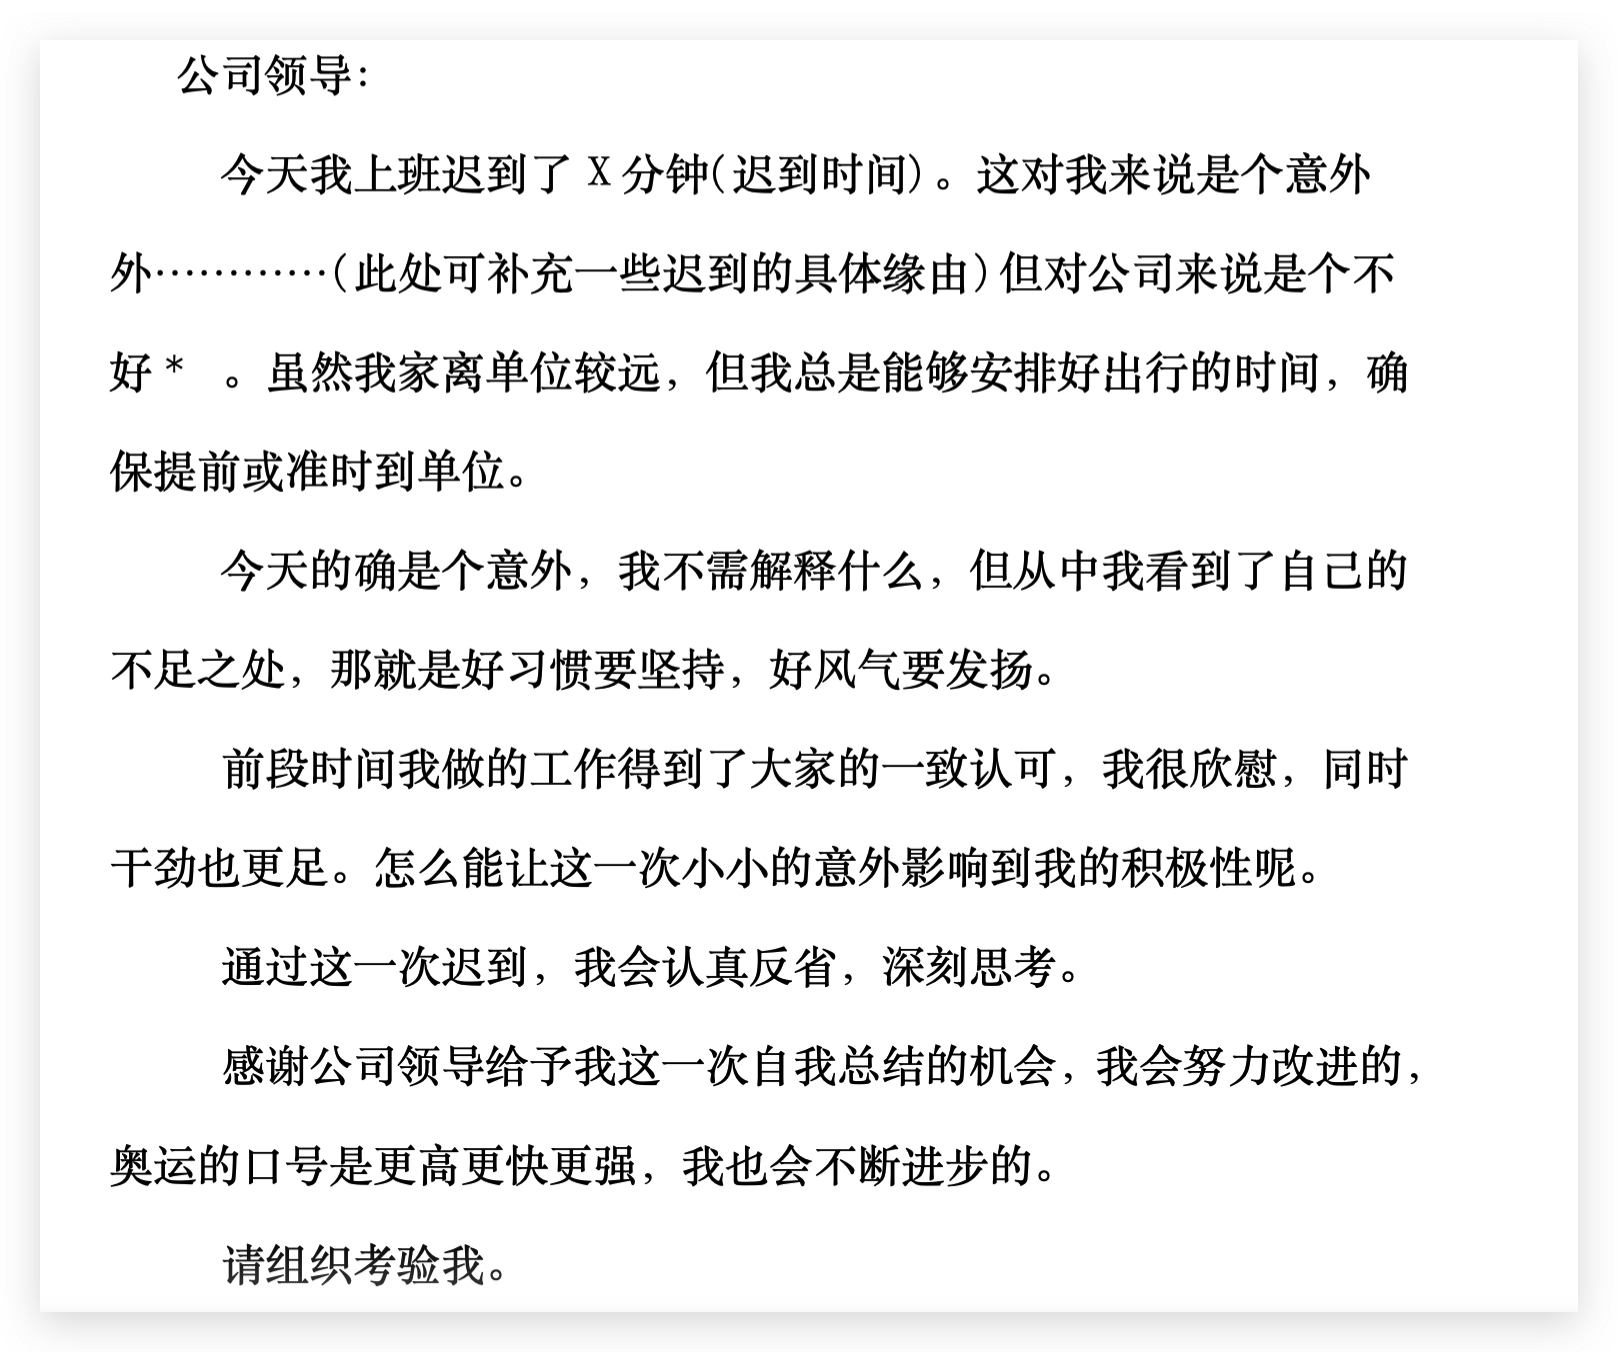 公司领导：
今天我上班迟到了 X 分钟(迟到时间)。这对我来说是个意外
外…………(此处可补充一些迟到的具体缘由)但对公司来说是个不
好 * 。虽然我家离单位较远，但我总是能够安排好出行的时间，确
保提前或准时到单位。
今天的确是个意外，我不需解释什么，但从中我看到了自己的
不足之处，那就是好习惯要坚持，好风气要发扬。
前段时间我做的工作得到了大家的一致认可，我很欣慰，同时
干劲也更足。怎么能让这一次小小的意外影响到我的积极性呢。
通过这一次迟到，我会认真反省，深刻思考。
感谢公司领导给予我这一次自我总结的机会，我会努力改进的，
奥运的口号是更高更快更强，我也会不断进步的。
请组织考验我。